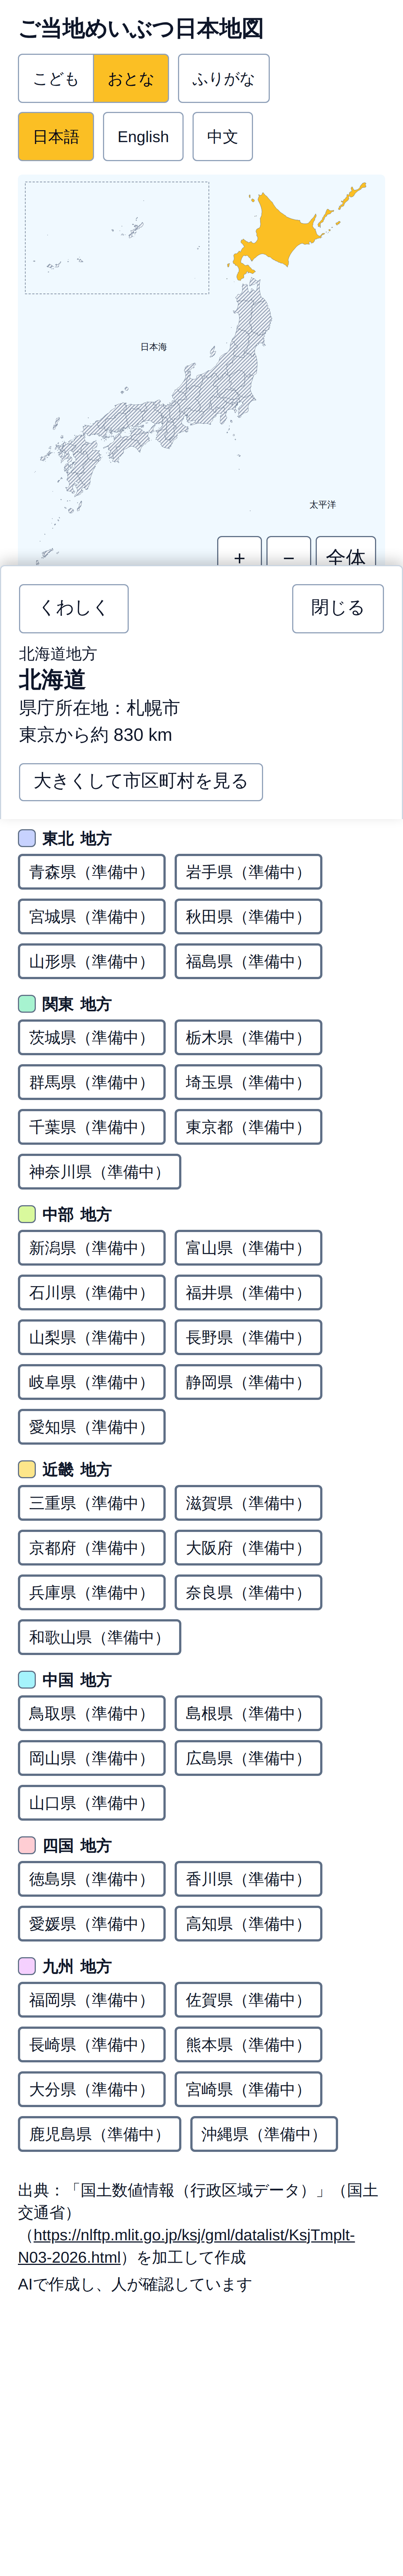 ご当地めいぶつ日本地図
こども おとな ふりがな
日本語 English 中文
日本海
太平洋
+ − 全体
くわしく 閉じる
北海道地方
北海道
県庁所在地：札幌市
東京から約 830 km
大きくして市区町村を見る
東北 地方
青森県（準備中） 岩手県（準備中）
宮城県（準備中） 秋田県（準備中）
山形県（準備中） 福島県（準備中）
関東 地方
茨城県（準備中） 栃木県（準備中）
群馬県（準備中） 埼玉県（準備中）
千葉県（準備中） 東京都（準備中）
神奈川県（準備中）
中部 地方
新潟県（準備中） 富山県（準備中）
石川県（準備中） 福井県（準備中）
山梨県（準備中） 長野県（準備中）
岐阜県（準備中） 静岡県（準備中）
愛知県（準備中）
近畿 地方
三重県（準備中） 滋賀県（準備中）
京都府（準備中） 大阪府（準備中）
兵庫県（準備中） 奈良県（準備中）
和歌山県（準備中）
中国 地方
鳥取県（準備中） 島根県（準備中）
岡山県（準備中） 広島県（準備中）
山口県（準備中）
四国 地方
徳島県（準備中） 香川県（準備中）
愛媛県（準備中） 高知県（準備中）
九州 地方
福岡県（準備中） 佐賀県（準備中）
長崎県（準備中） 熊本県（準備中）
大分県（準備中） 宮崎県（準備中）
鹿児島県（準備中） 沖縄県（準備中）
出典：「国土数値情報（行政区域データ）」（国土
交通省）
（https://nlftp.mlit.go.jp/ksj/gml/datalist/KsjTmplt-
N03-2026.html）を加工して作成
AIで作成し、人が確認しています